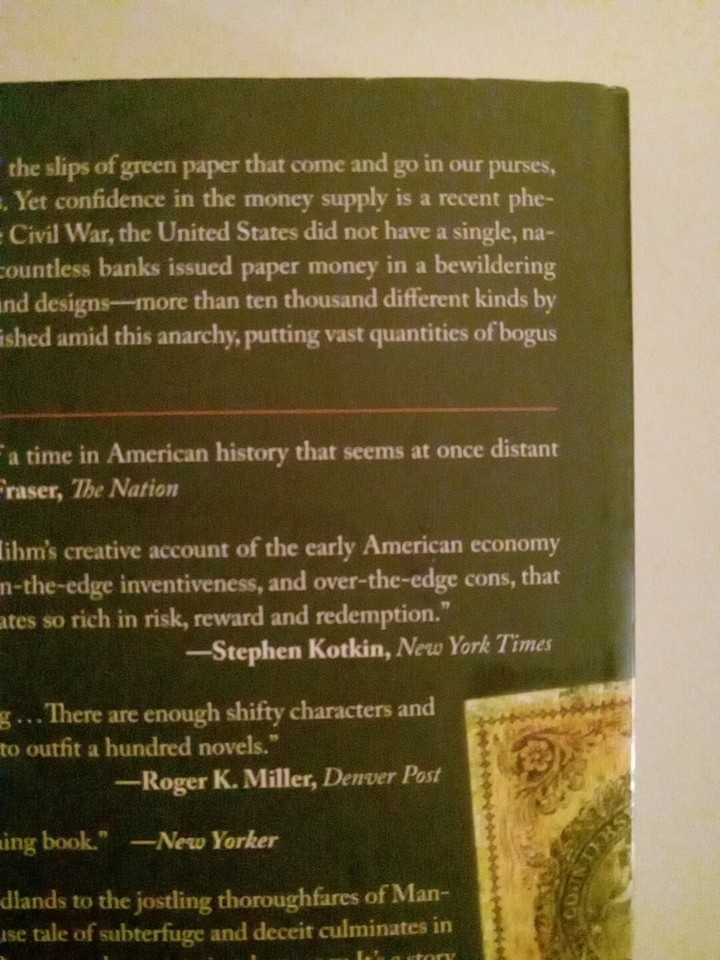 the slips of green paper that come and go in our purses,
. Yet confidence in the money supply is a recent phe-
Civil War, the United States did not have a single, na-
countless banks issued paper money in a bewildering
and designs—more than ten thousand different kinds by
ished amid this anarchy, putting vast quantities of bogus
a time in American history that seems at once distant
Fraser, The Nation
Mihm's creative account of the early American economy
n-the-edge inventiveness, and over-the-edge cons, that
ates so rich in risk, reward and redemption."
—Stephen Kotkin, New York Times
g…There are enough shifty characters and
to outfit a hundred novels."
—Roger K. Miller, Denver Post
ing book." —New Yorker
dlands to the jostling thoroughfares of Man-
use tale of subterfuge and deceit culminates in
It's a story